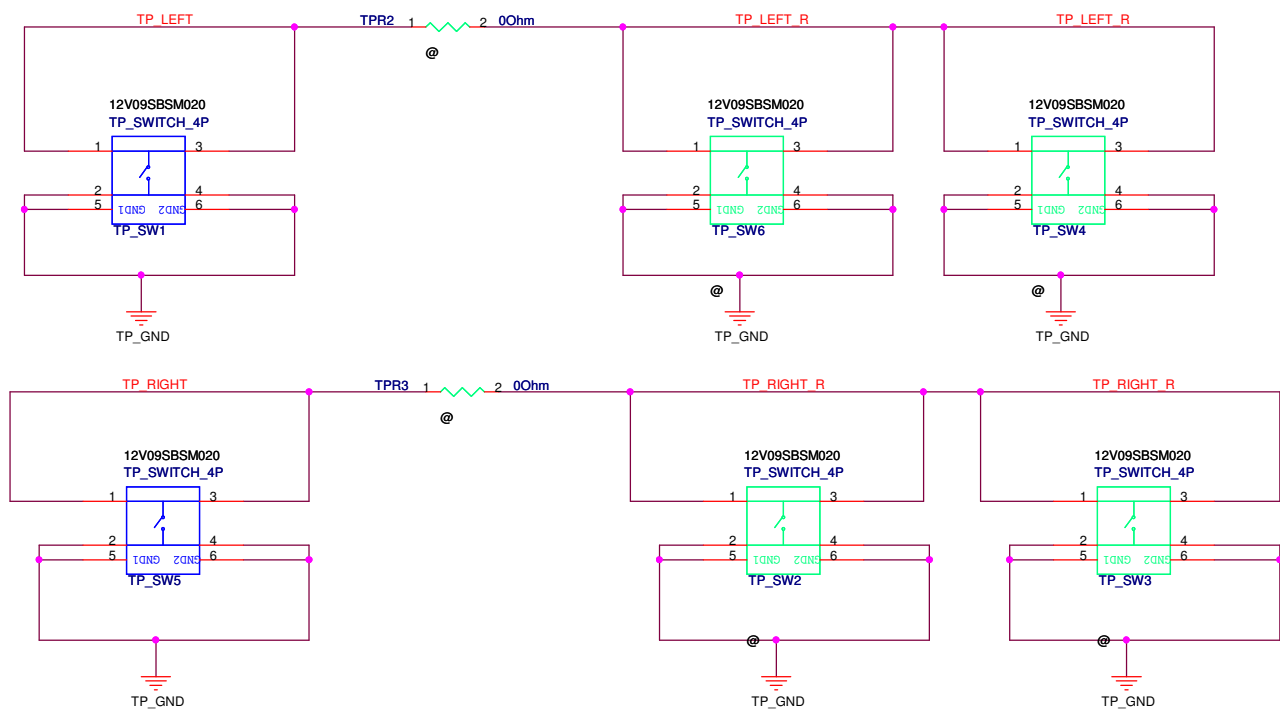 TP_LEFT
TPR2 1 2 0Ohm
@
TP_LEFT_R
TP_LEFT_R
12V09SBSM020
TP_SWITCH_4P
1 3
2 4
5 GND1 GND2 6
TP_SW1
TP_GND
12V09SBSM020
TP_SWITCH_4P
1 3
2 4
5 GND1 GND2 6
TP_SW6
@
TP_GND
12V09SBSM020
TP_SWITCH_4P
1 3
2 4
5 GND1 GND2 6
TP_SW4
@
TP_GND
TP_RIGHT
TPR3 1 2 0Ohm
@
TP_RIGHT_R
TP_RIGHT_R
12V09SBSM020
TP_SWITCH_4P
1 3
2 4
5 GND1 GND2 6
TP_SW5
TP_GND
12V09SBSM020
TP_SWITCH_4P
1 3
2 4
5 GND1 GND2 6
TP_SW2
@
TP_GND
12V09SBSM020
TP_SWITCH_4P
1 3
2 4
5 GND1 GND2 6
TP_SW3
@
TP_GND